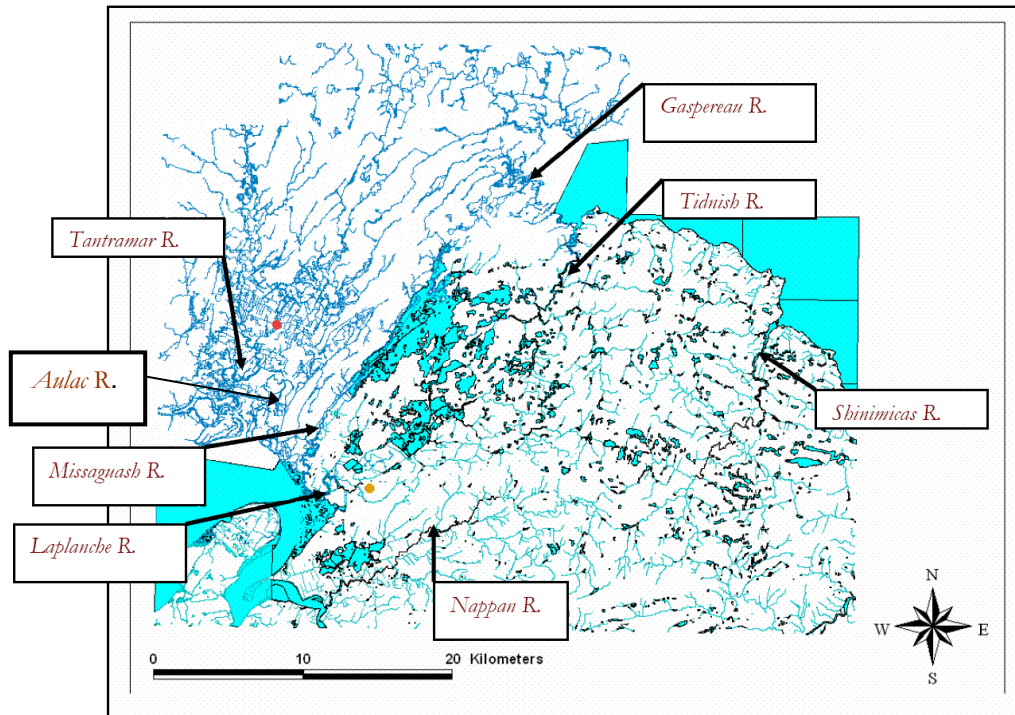 Gaspereau R.
Tidnish R.
Tantramar R.
Aulac R.
Shinimicas R.
Missaguash R.
Laplanche R.
Nappan R.
N
W E
S
0 10 20 Kilometers